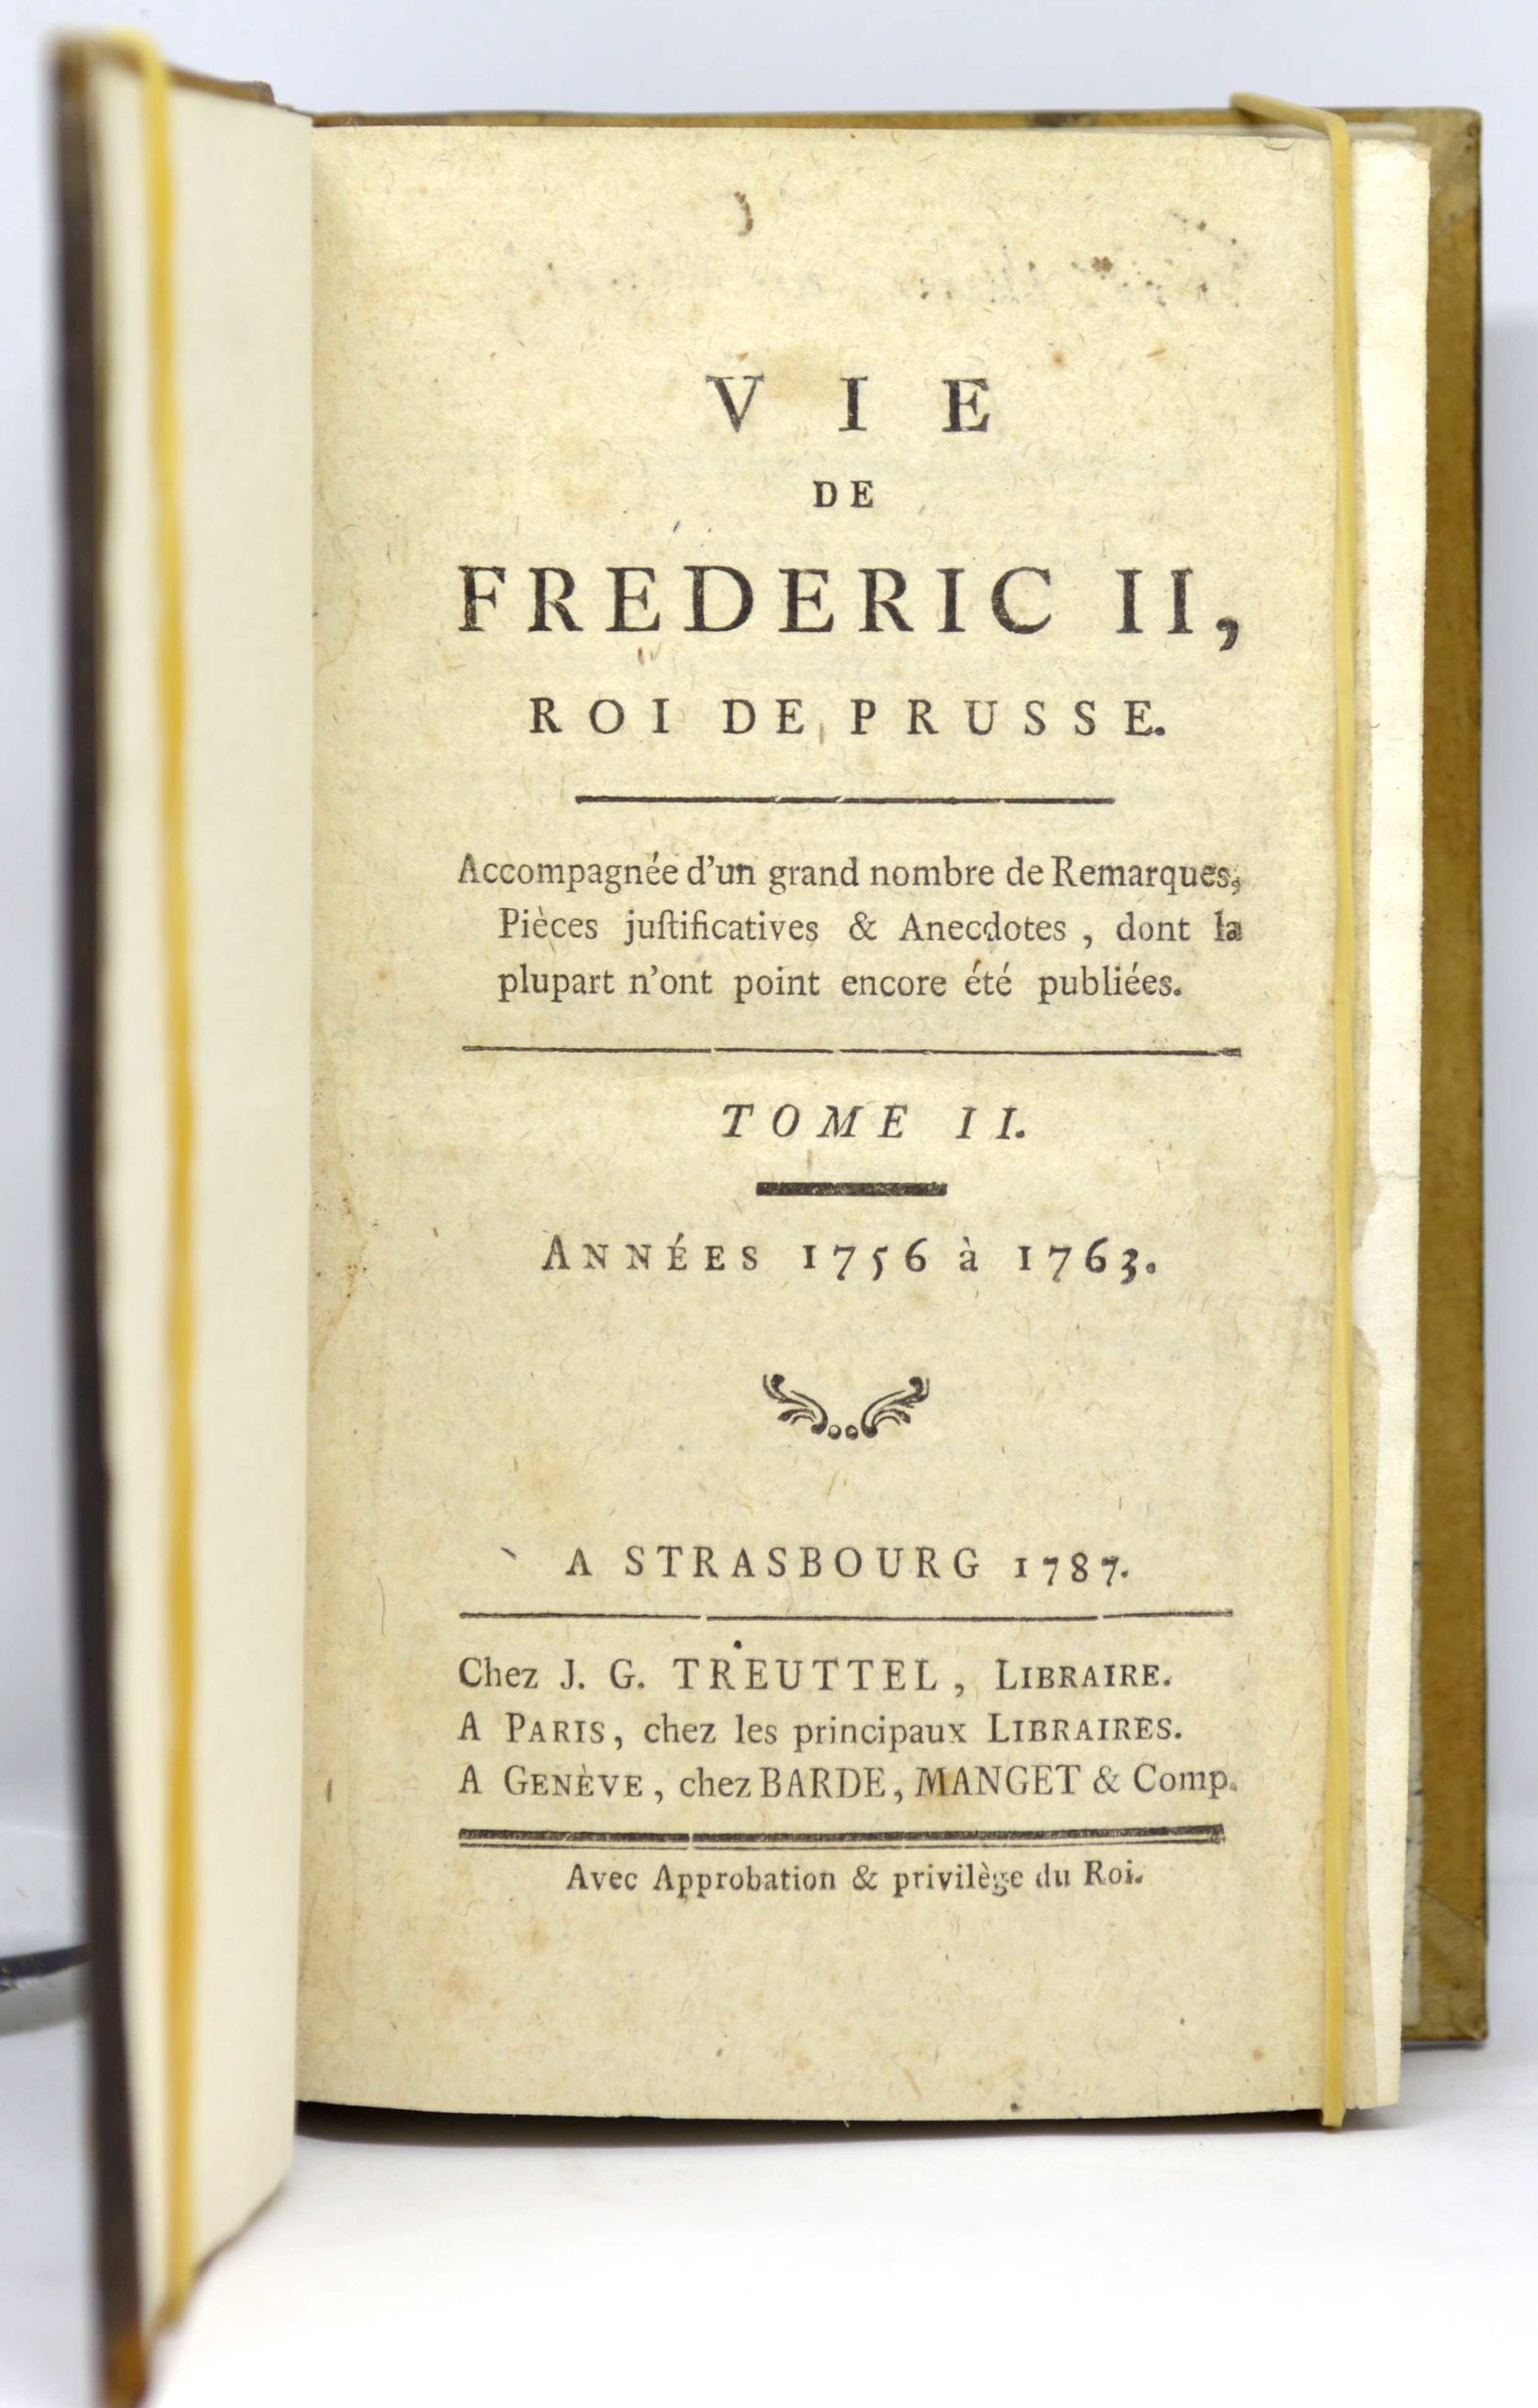 VIE
DE
FREDERIC II,
ROI DE PRUSSE.
Accompagnée d'un grand nombre de Remarques,
Pièces juſtificatives & Anecdotes, dont la
plupart n'ont point encore été publiées.
TOME II.
ANNÉES 1756 à 1763.
A STRASBOURG 1787.
Chez J. G. TREUTTEL, LIBRAIRE.
A PARIS, chez les principaux LIBRAIRES.
A GENÈVE, chez BARDE, MANGET & Comp.
Avec Approbation & privilège du Roi.